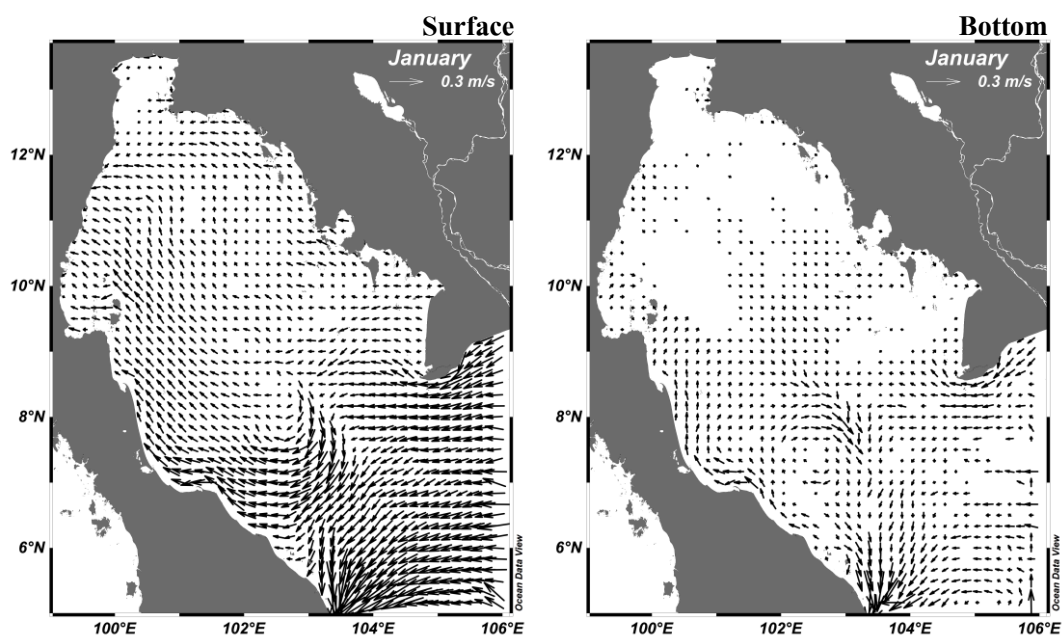 Surface
January
0.3 m/s
12°N
10°N
8°N
6°N
100°E
102°E
104°E
106°E
Ocean Data View
Bottom
January
0.3 m/s
12°N
10°N
8°N
6°N
100°E
102°E
104°E
106°E
Ocean Data View